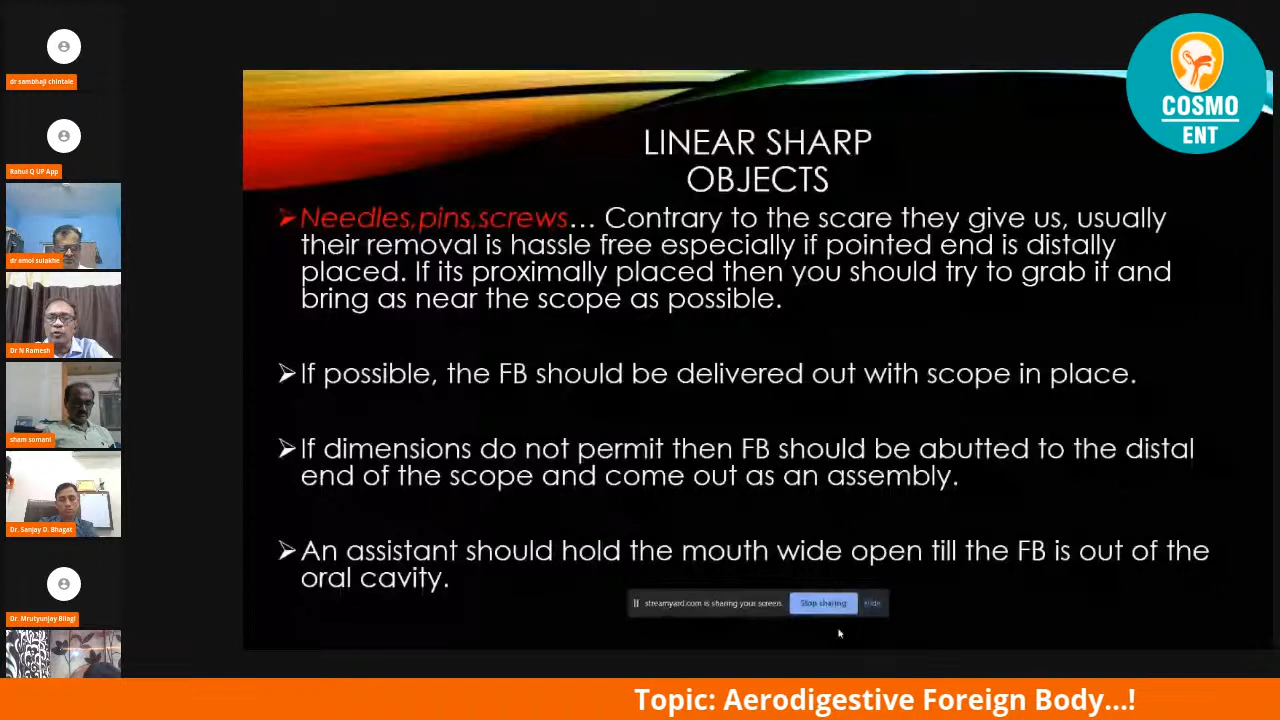 dr sambhaji chintale
Rahul Q UP App
dr amol sulakhe
Dr N Ramesh
sham somani
Dr. Sanjay D. Bhagat
Dr. Mrutyunjay Bilagi
COSMO
ENT
LINEAR SHARP
OBJECTS
➢Needles,pins,screws… Contrary to the scare they give us, usually
their removal is hassle free especially if pointed end is distally
placed. If its proximally placed then you should try to grab it and
bring as near the scope as possible.
➢If possible, the FB should be delivered out with scope in place.
➢If dimensions do not permit then FB should be abutted to the distal
end of the scope and come out as an assembly.
➢An assistant should hold the mouth wide open till the FB is out of the
oral cavity.
streamyard.com is sharing your screen. Stop sharing Hide
Topic: Aerodigestive Foreign Body...!